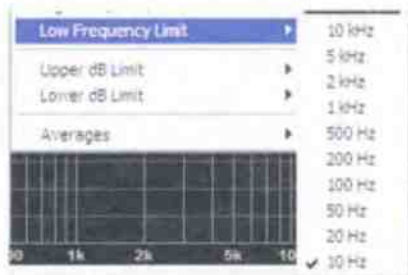 Low Frequency Limit
Upper dB Limit
Lower dB Limit
Averages
1k 2k 5k 10
10 kHz
5 kHz
2 kHz
1 kHz
500 Hz
200 Hz
100 Hz
50 Hz
20 Hz
✔ 10 Hz